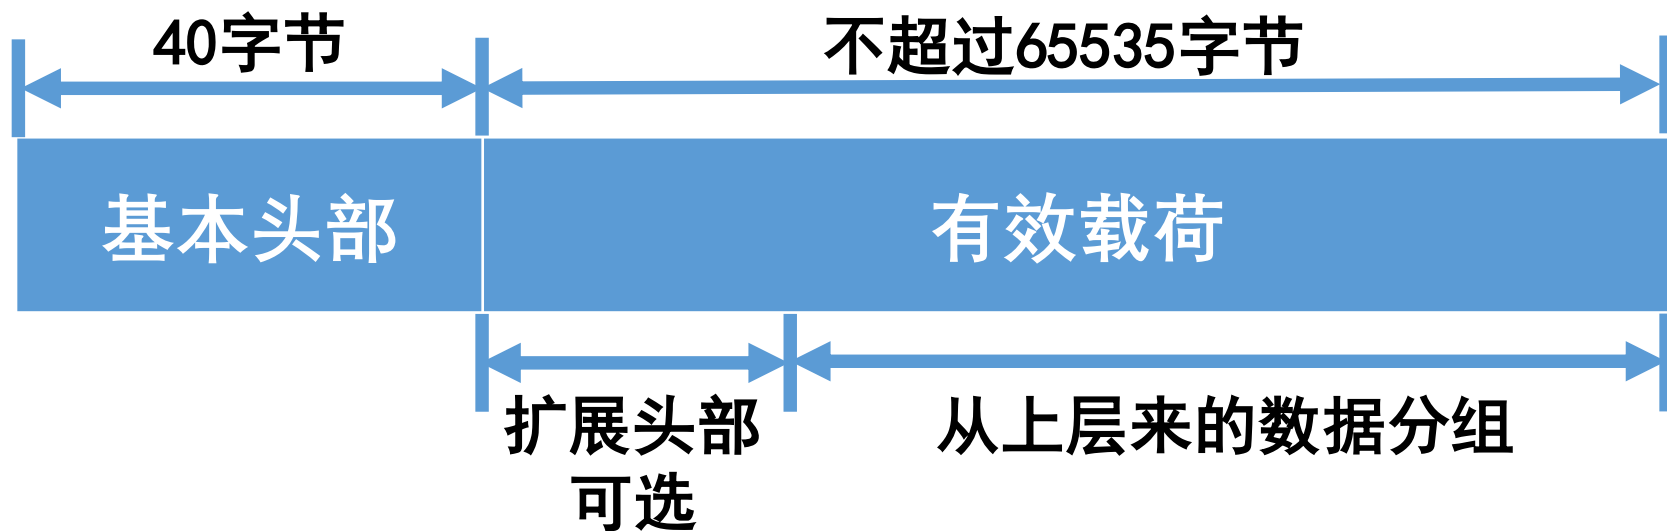 40字节
不超过65535字节
基本头部
有效载荷
扩展头部
可选
从上层来的数据分组